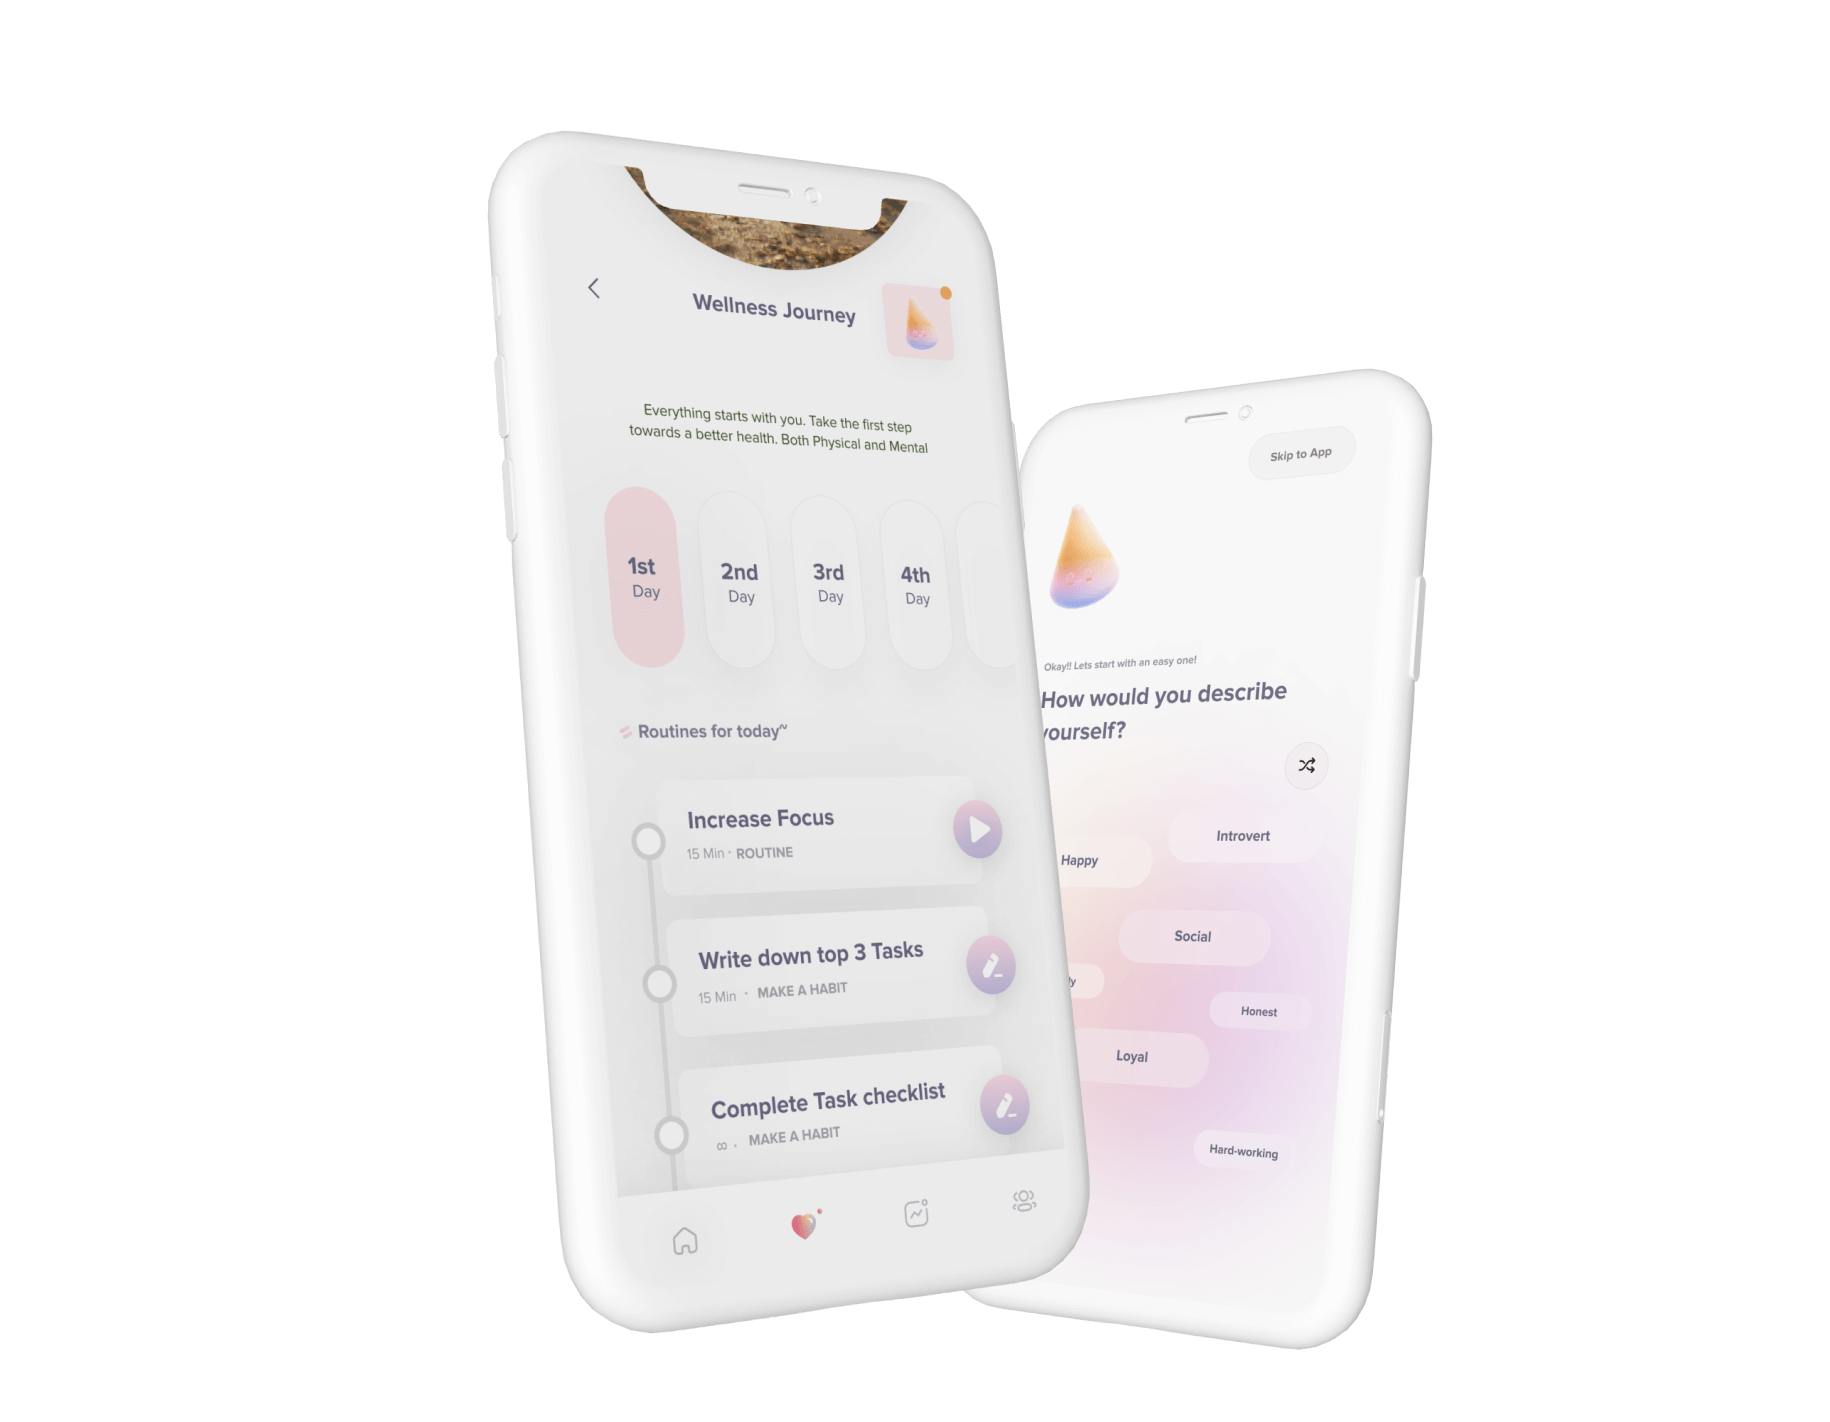 Wellness Journey
Everything starts with you. Take the first step
towards a better health. Both Physical and Mental
1st
Day
2nd
Day
3rd
Day
4th
Day
Routines for today~
Increase Focus
15 Min · ROUTINE
Write down top 3 Tasks
15 Min · MAKE A HABIT
Complete Task checklist
∞ · MAKE A HABIT
Skip to App
Okay!! Lets start with an easy one!
How would you describe
yourself?
Introvert
Happy
Social
Honest
Loyal
Hard-working